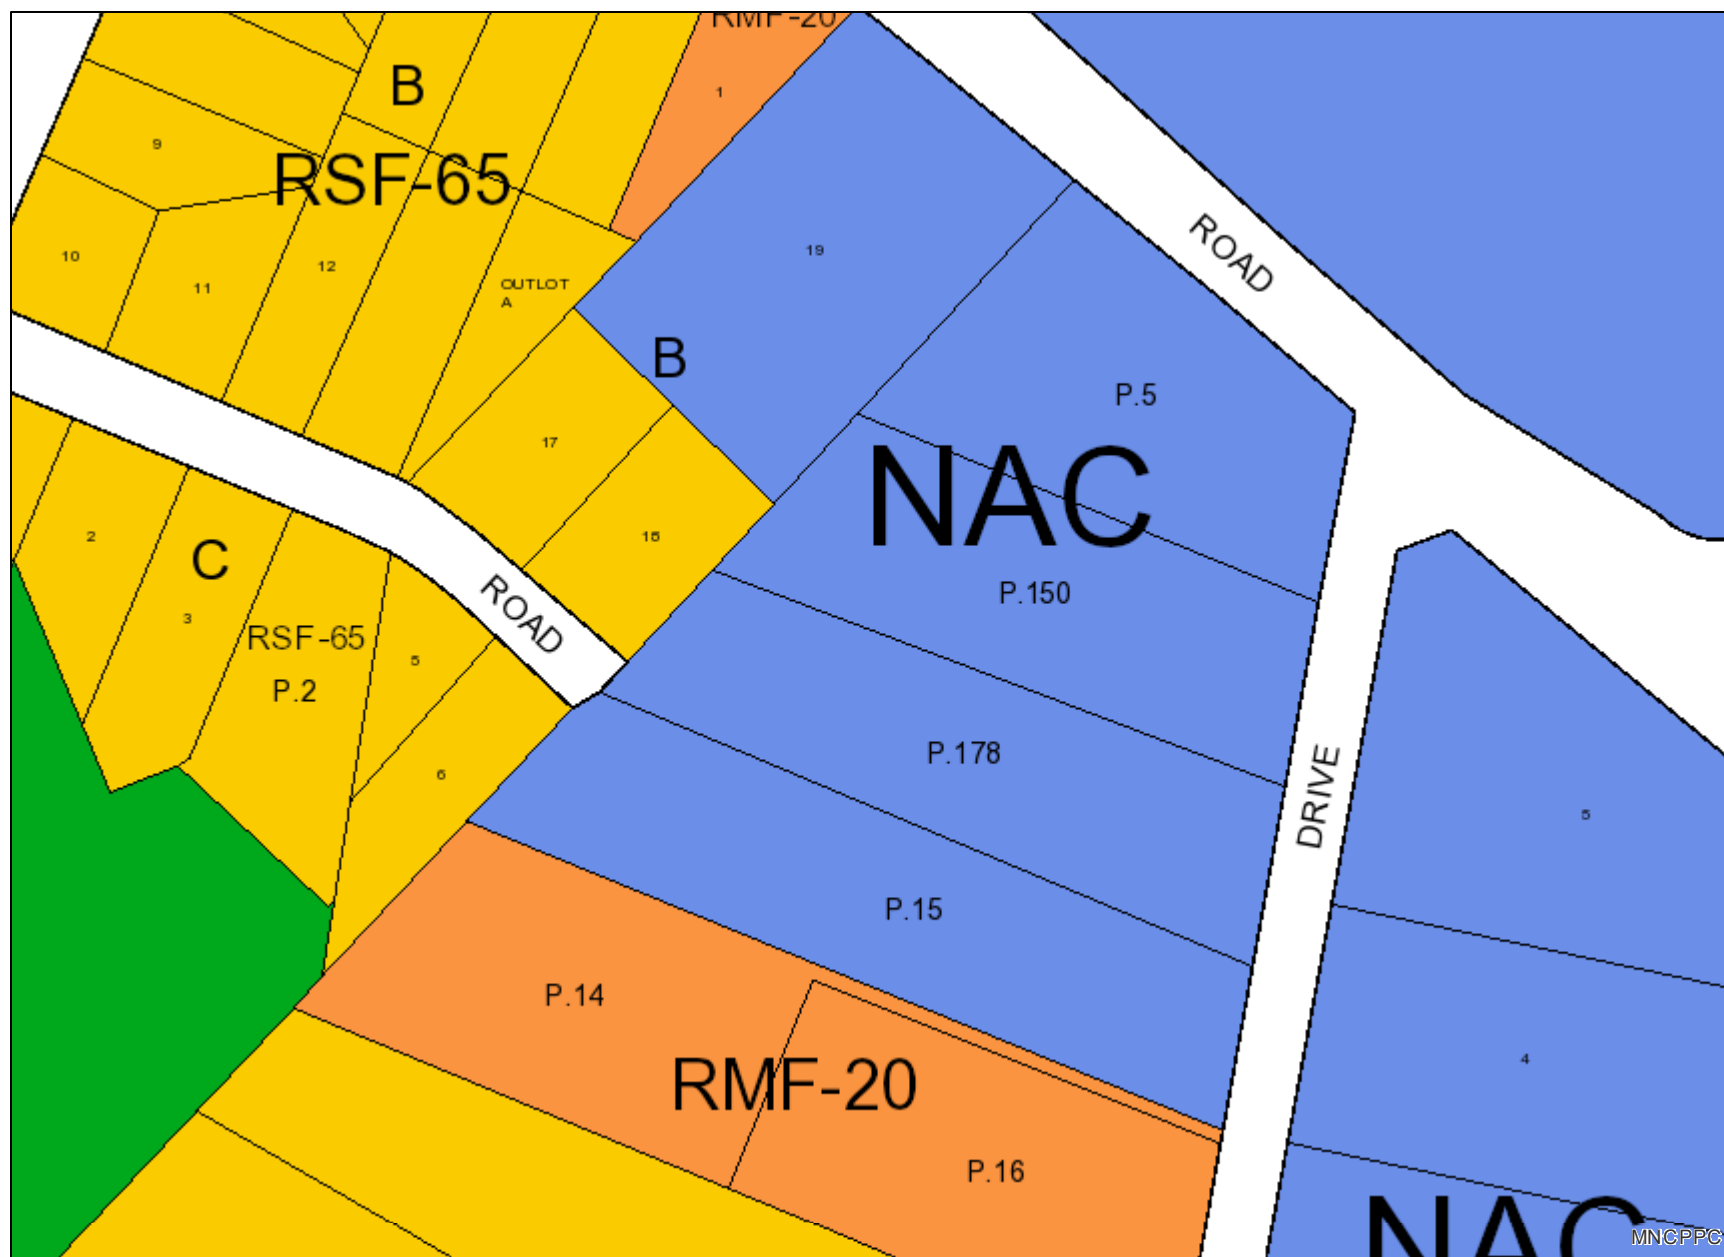 RMF-20
B
1
9
RSF-65
ROAD
19
10
12
11
OUTLOT
A
B
P.5
17
NAC
2
18
C
P.150
ROAD
3
RSF-65
5
P.2
P.178
6
DRIVE
5
P.15
P.14
4
RMF-20
P.16
NAC
MNCPPC